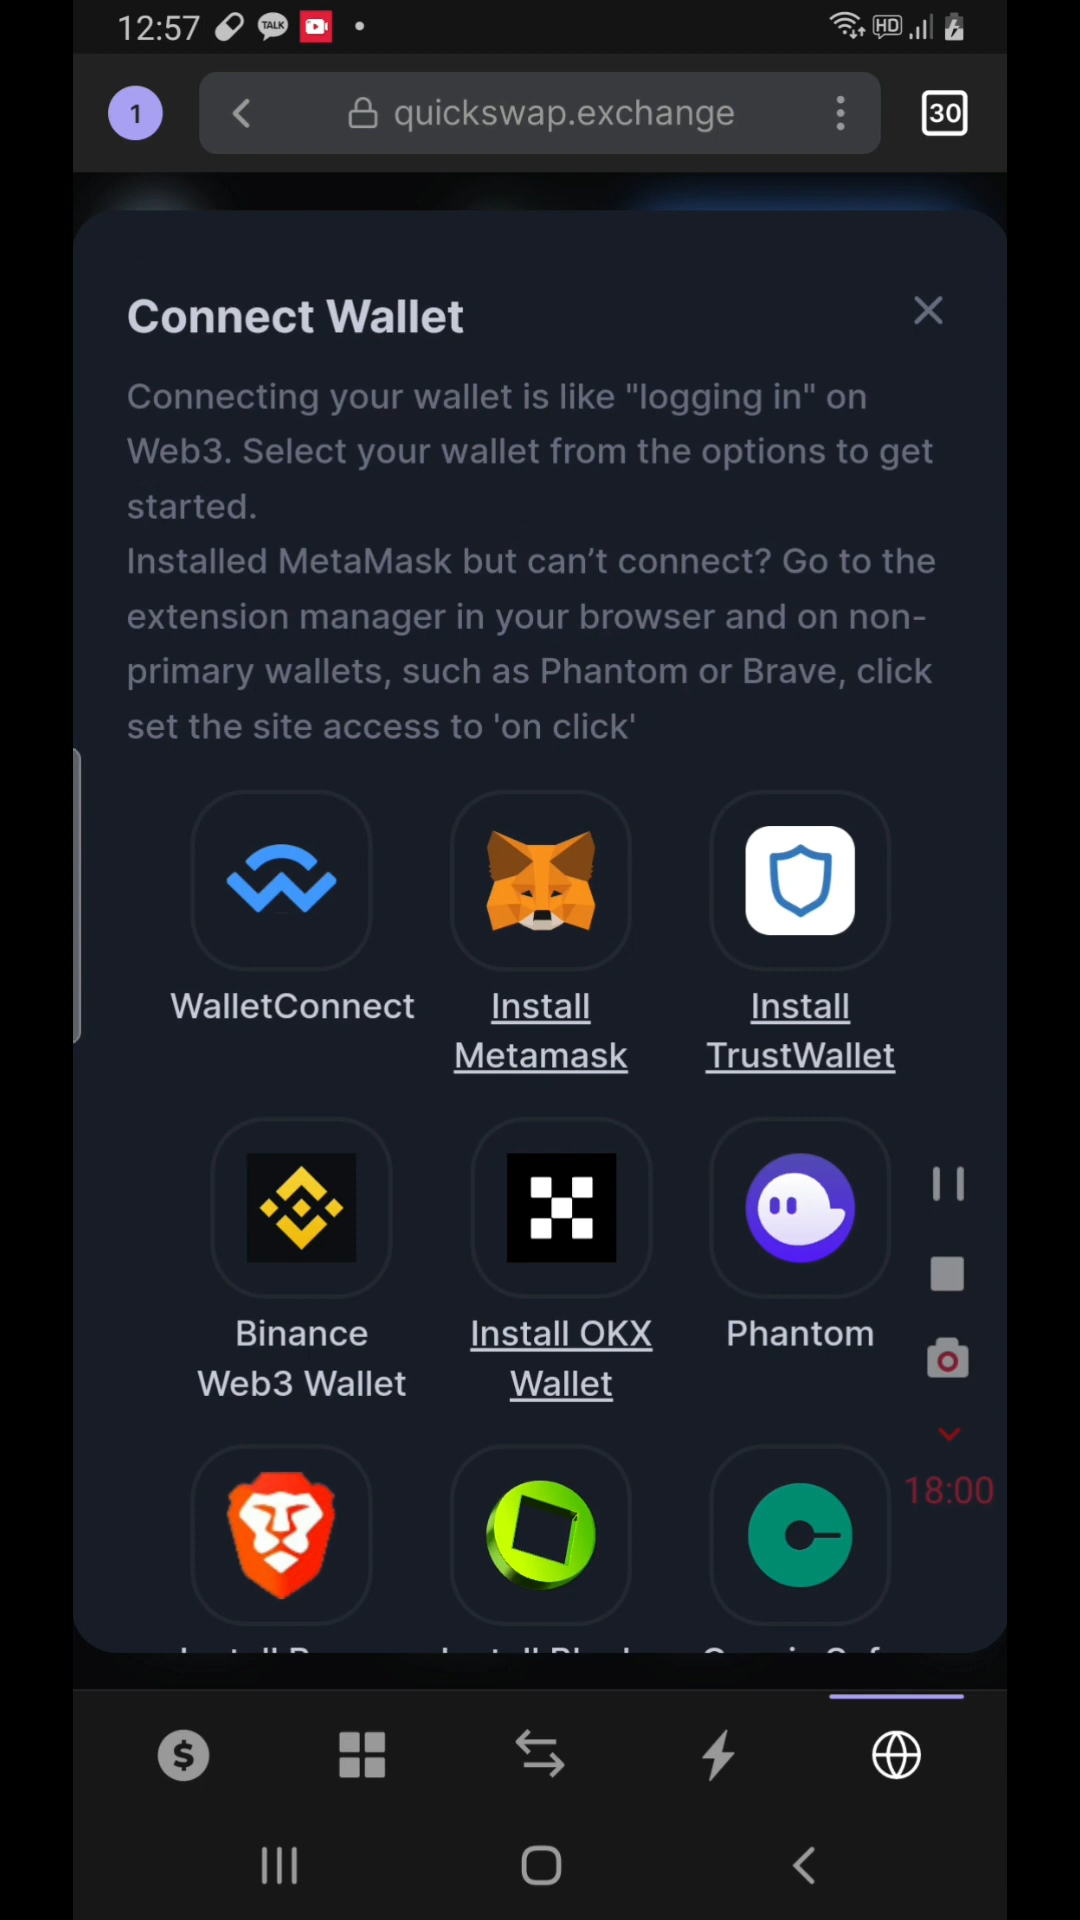 12:57
TALK
HD
1
quickswap.exchange
30
Connect Wallet
Connecting your wallet is like "logging in" on
Web3. Select your wallet from the options to get
started.
Installed MetaMask but can’t connect? Go to the
extension manager in your browser and on non-
primary wallets, such as Phantom or Brave, click
set the site access to 'on click'
WalletConnect
Install
Metamask
Install
TrustWallet
Binance
Web3 Wallet
Install OKX
Wallet
Phantom
18:00